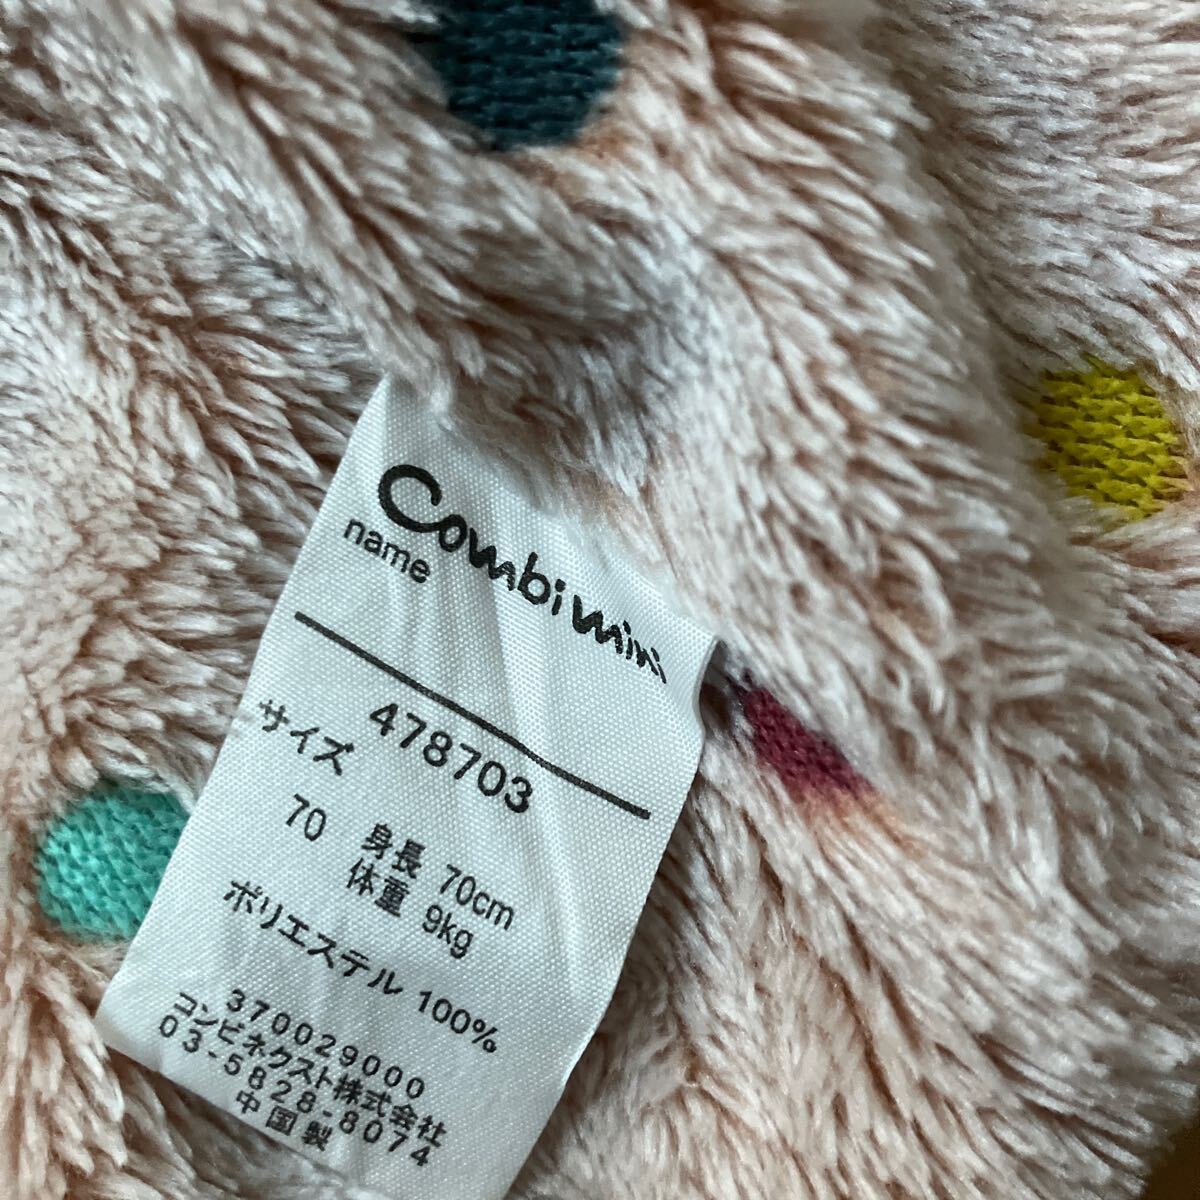 Combi mini
name
478703
サイズ
70 身長 70cm
体重 9kg
ポリエステル 100%
370029000
コンビネクスト株式会社
03-5828-8074
中国製